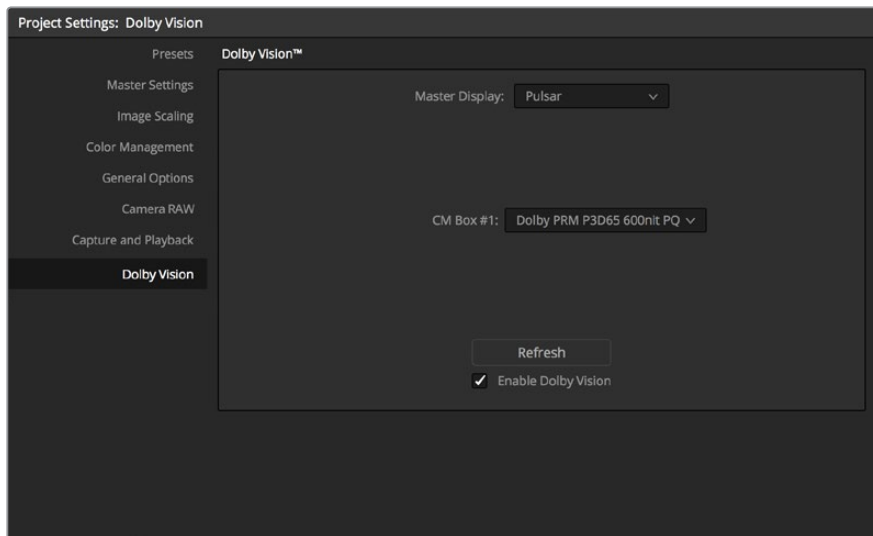 Project Settings: Dolby Vision
Presets
Master Settings
Image Scaling
Color Management
General Options
Camera RAW
Capture and Playback
Dolby Vision
Dolby Vision™
Master Display: Pulsar
CM Box #1: Dolby PRM P3D65 600nit PQ
Refresh
Enable Dolby Vision